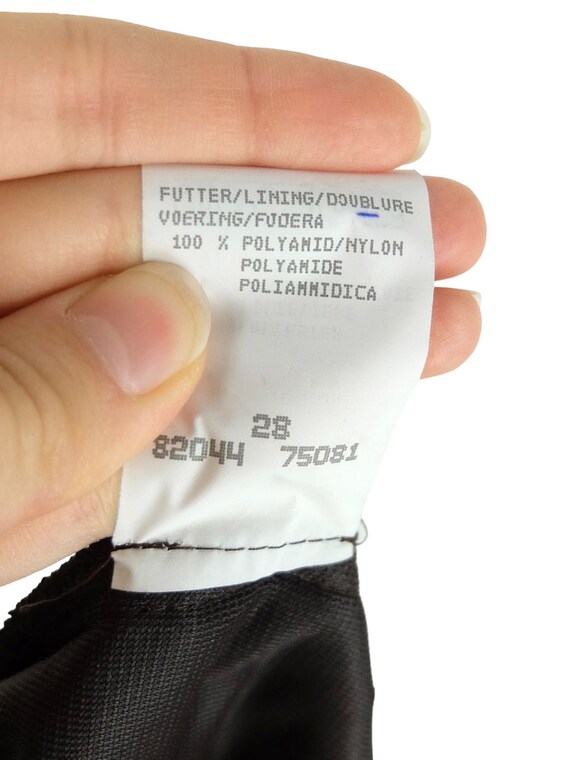 FUTTER/LINING/DOUBLURE
VOERING/FODERA
100 % POLYAMID/NYLON
POLYAMIDE
POLIAMMIDICA
28
82044 75081